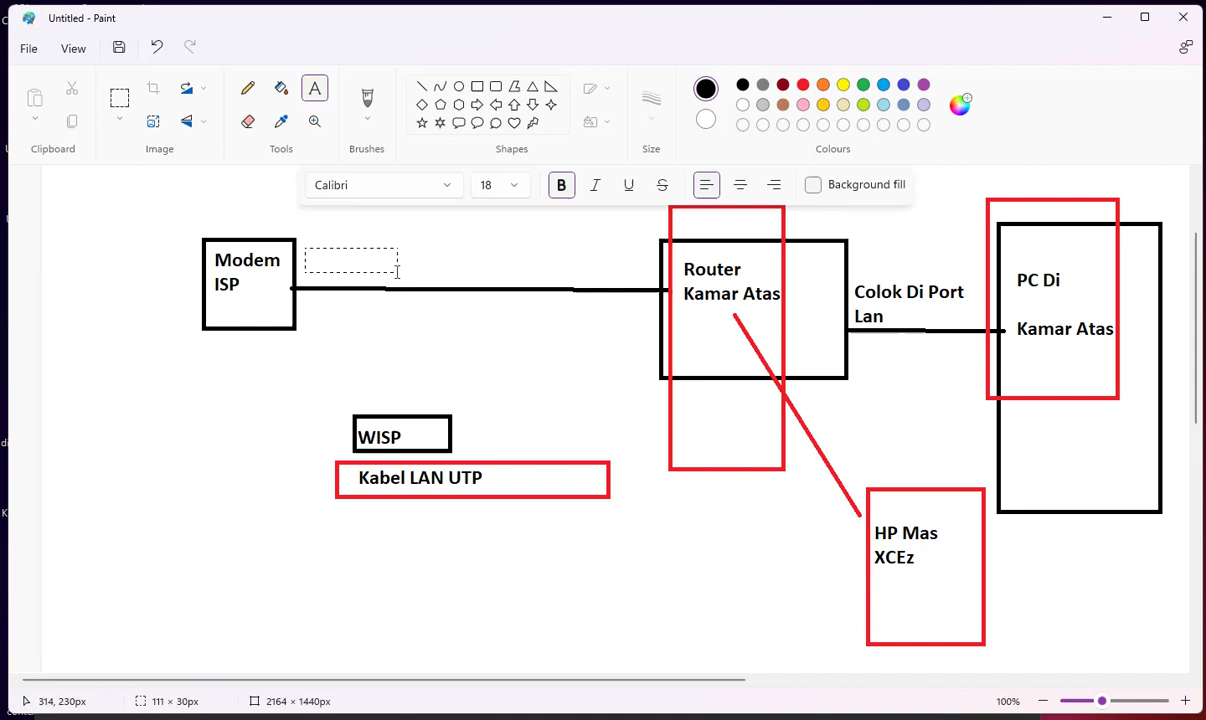 Untitled - Paint
File
View
Clipboard
Image
Tools
Brushes
Shapes
Size
Colours
Calibri
18
B
Background fill
Modem
ISP
Router
Kamar Atas
Colok Di Port
Lan
PC Di
Kamar Atas
WISP
Kabel LAN UTP
HP Mas
XCEz
314, 230px
111 × 30px
2164 × 1440px
100%